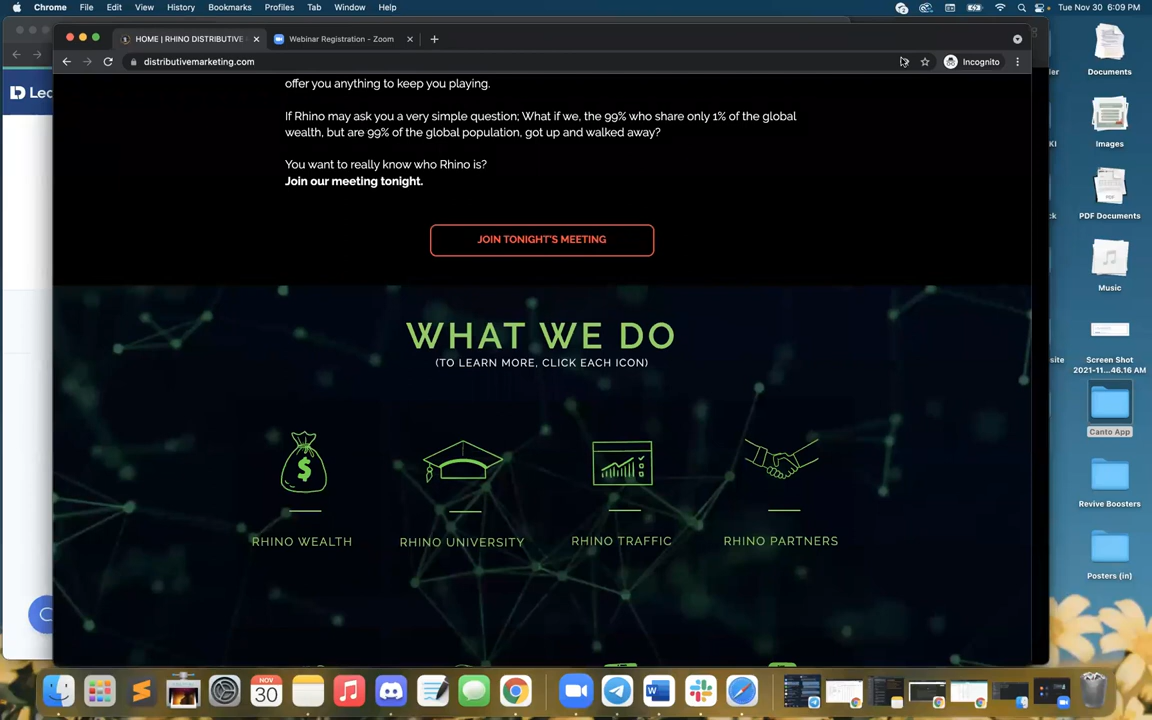 Chrome File Edit View History Bookmarks Profiles Tab Window Help
Tue Nov 30 6:09 PM
HOME | RHINO DISTRIBUTIVE
Webinar Registration - Zoom
distributivemarketing.com
Incognito
offer you anything to keep you playing.
If Rhino may ask you a very simple question; What if we, the 99% who share only 1% of the global
wealth, but are 99% of the global population, got up and walked away?
You want to really know who Rhino is?
Join our meeting tonight.
JOIN TONIGHT'S MEETING
WHAT WE DO
(TO LEARN MORE, CLICK EACH ICON)
$
RHINO WEALTH
RHINO UNIVERSITY
RHINO TRAFFIC
RHINO PARTNERS
Documents
Images
PDF Documents
Music
Screen Shot
2021-11...46.16 AM
Canto App
Revive Boosters
Posters (in)
NOV
30